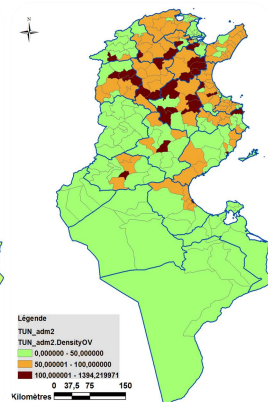 N
Légende
TUN_adm2
TUN_adm2.DensityOV
0,000000 - 50,000000
50,000001 - 100,000000
100,000001 - 1394,219971
0 37,5 75 150
Kilomètres